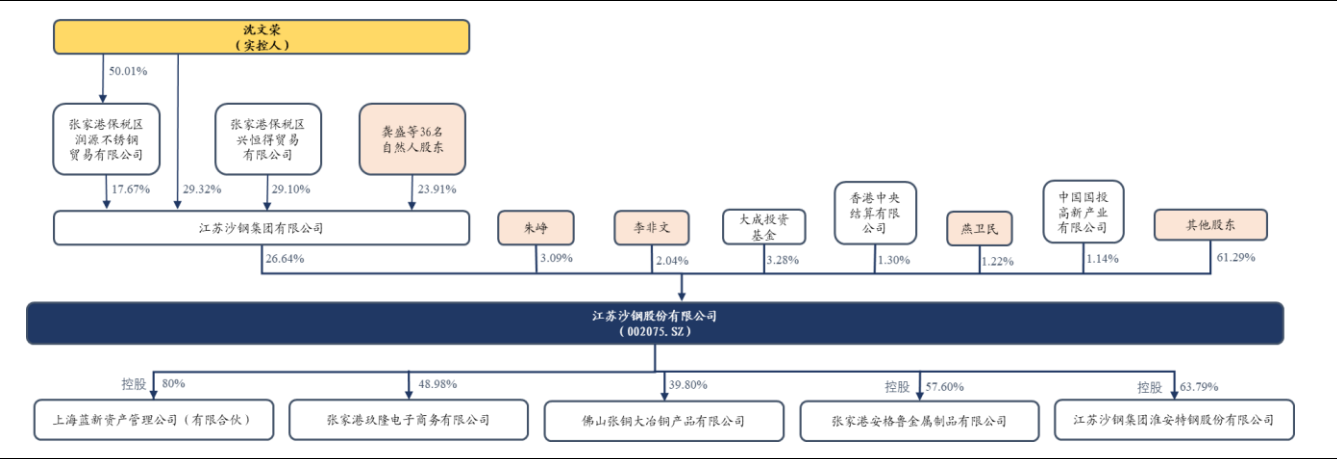 沈文荣
(实控人)
50.01%
张家港保税区
润源不锈钢
贸易有限公司
张家港保税区
兴恒得贸易
有限公司
龚盛等36名
自然人股东
17.67%
29.32%
29.10%
23.91%
江苏沙钢集团有限公司
朱峥
李非文
大成投资
基金
香港中央
结算有限
公司
燕卫民
中国国投
高新产业
有限公司
其他股东
26.64%
3.09%
2.04%
3.28%
1.30%
1.22%
1.14%
61.29%
江苏沙钢股份有限公司
(002075.SZ)
控股
80%
48.98%
39.80%
控股
57.60%
控股
63.79%
上海蓝新资产管理公司(有限合伙)
张家港玖隆电子商务有限公司
佛山张铜大冶铜产品有限公司
张家港安格鲁金属制品有限公司
江苏沙钢集团淮安特钢股份有限公司